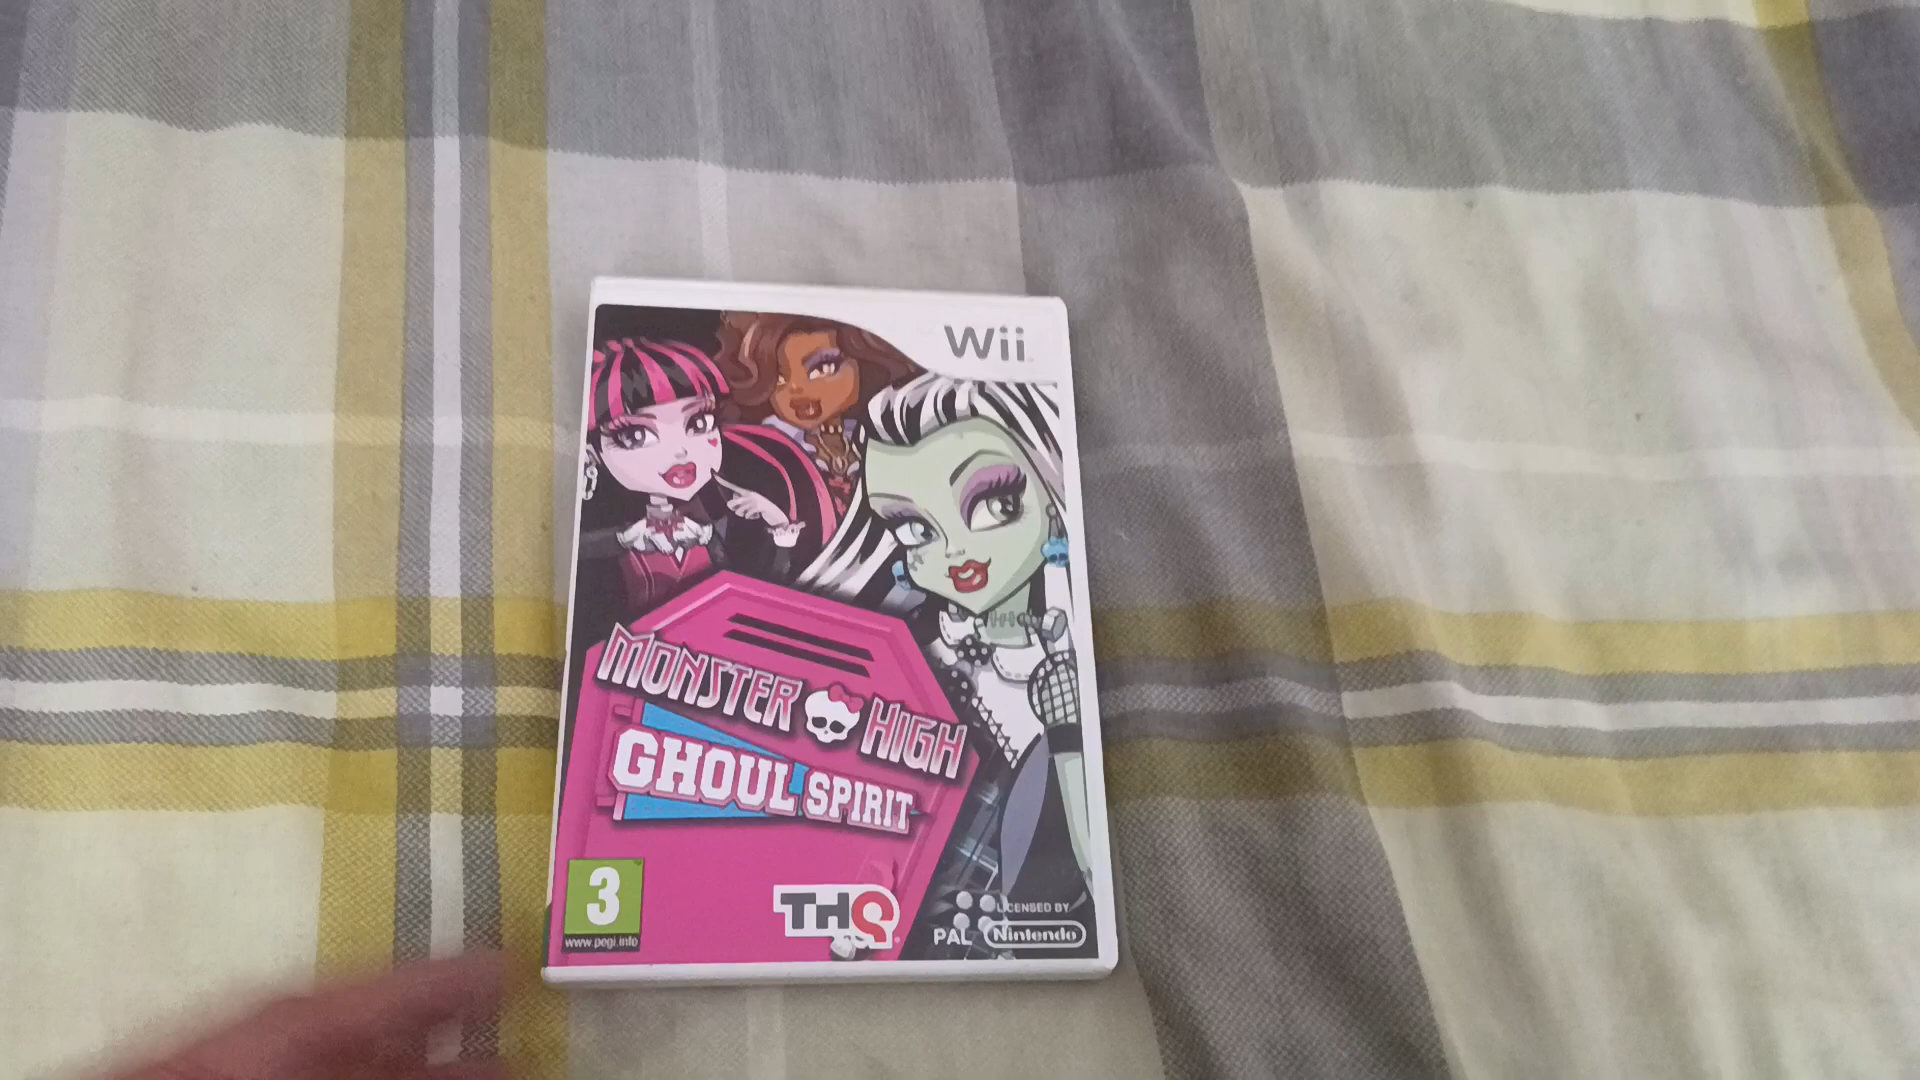 Wii
MONSTER HIGH
GHOUL SPIRIT
3
www.pegi.info
THQ
LICENSED BY
PAL Nintendo